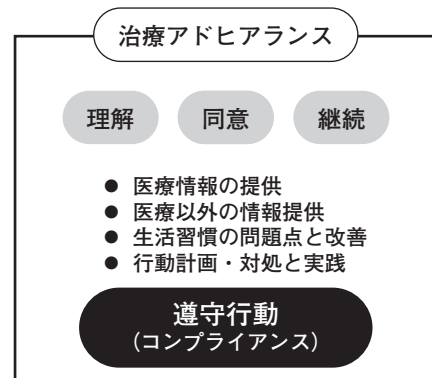 治療アドヒアランス
理解 同意 継続
● 医療情報の提供
● 医療以外の情報提供
● 生活習慣の問題点と改善
● 行動計画・対処と実践
遵守行動
(コンプライアンス)